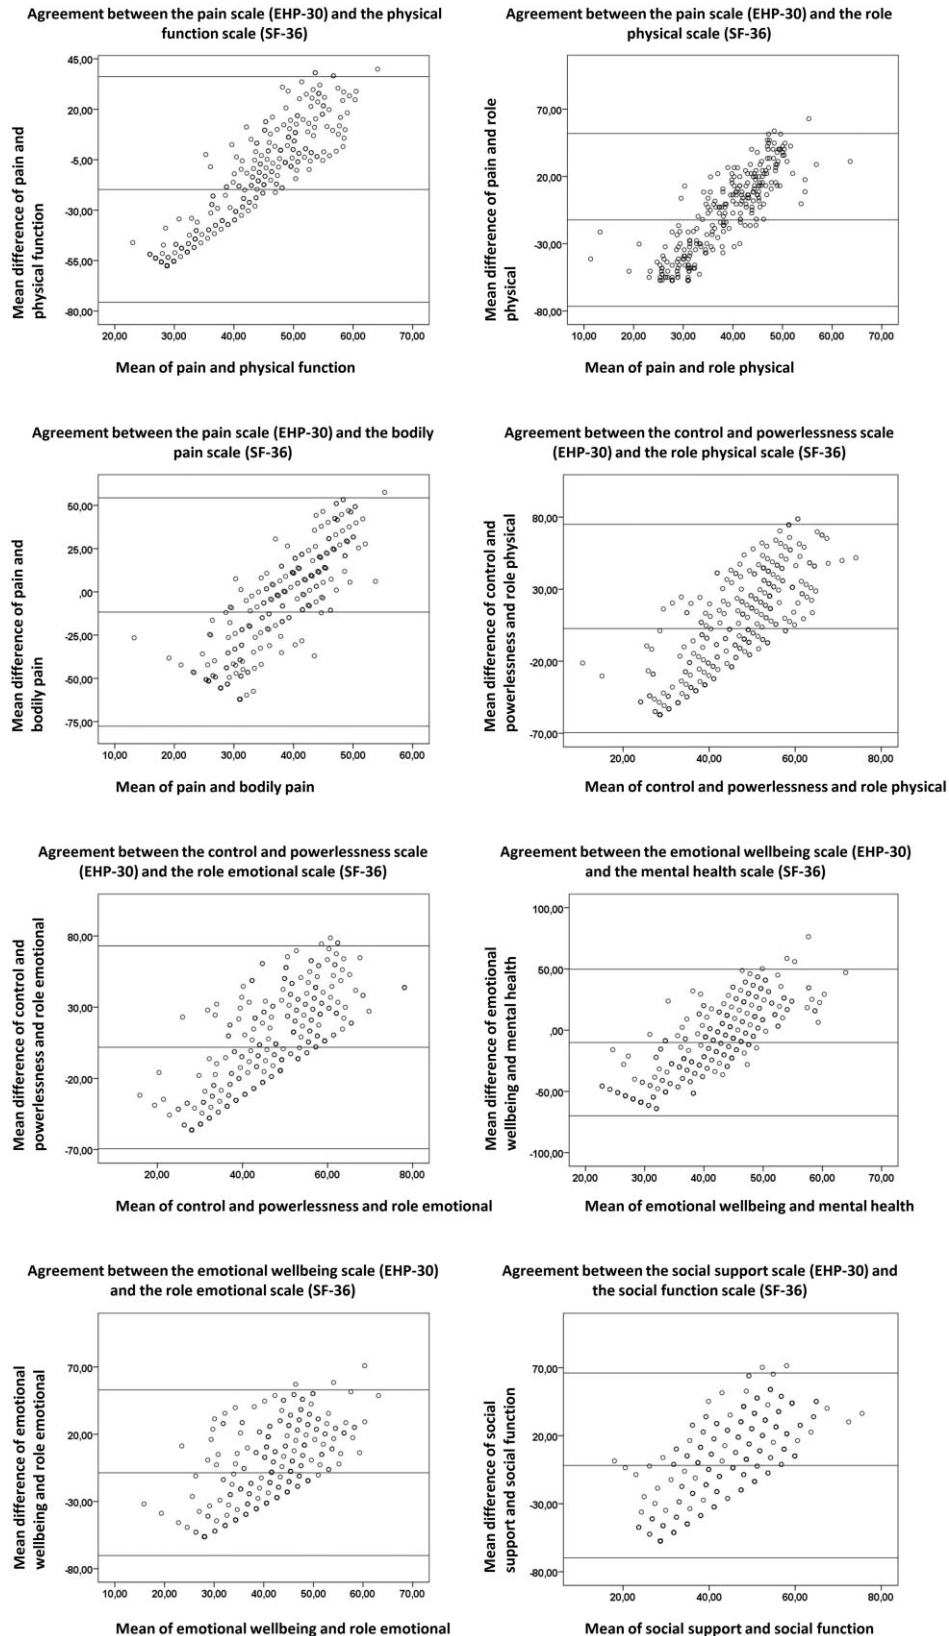 Agreement between the pain scale (EHP-30) and the physical
function scale (SF-36)
Mean difference of pain and
physical function
45,00
20,00
-5,00
-30,00
-55,00
-80,00
20,00 30,00 40,00 50,00 60,00 70,00
Mean of pain and physical function
Agreement between the pain scale (EHP-30) and the role
physical scale (SF-36)
Mean difference of pain and role
physical
70,00
20,00
-30,00
-80,00
10,00 20,00 30,00 40,00 50,00 60,00 70,00
Mean of pain and role physical
Agreement between the pain scale (EHP-30) and the bodily
pain scale (SF-36)
Mean difference of pain and
bodily pain
50,00
25,00
,00
-25,00
-50,00
-75,00
10,00 20,00 30,00 40,00 50,00 60,00
Mean of pain and bodily pain
Agreement between the control and powerlessness scale
(EHP-30) and the role physical scale (SF-36)
Mean difference of control and
powerlessness and role physical
80,00
30,00
-20,00
-70,00
20,00 40,00 60,00 80,00
Mean of control and powerlessness and role physical
Agreement between the control and powerlessness scale
(EHP-30) and the role emotional scale (SF-36)
Mean difference of control and
powerlessness and role emotional
80,00
30,00
-20,00
-70,00
20,00 40,00 60,00 80,00
Mean of control and powerlessness and role emotional
Agreement between the emotional wellbeing scale (EHP-30)
and the mental health scale (SF-36)
Mean difference of emotional
wellbeing and mental health
100,00
50,00
,00
-50,00
-100,00
20,00 30,00 40,00 50,00 60,00 70,00
Mean of emotional wellbeing and mental health
Agreement between the emotional wellbeing scale (EHP-30)
and the role emotional scale (SF-36)
Mean difference of emotional
wellbeing and role emotional
70,00
20,00
-30,00
-80,00
10,00 20,00 30,00 40,00 50,00 60,00 70,00
Mean of emotional wellbeing and role emotional
Agreement between the social support scale (EHP-30) and
the social function scale (SF-36)
Mean difference of social
support and social function
70,00
20,00
-30,00
-80,00
20,00 40,00 60,00 80,00
Mean of social support and social function